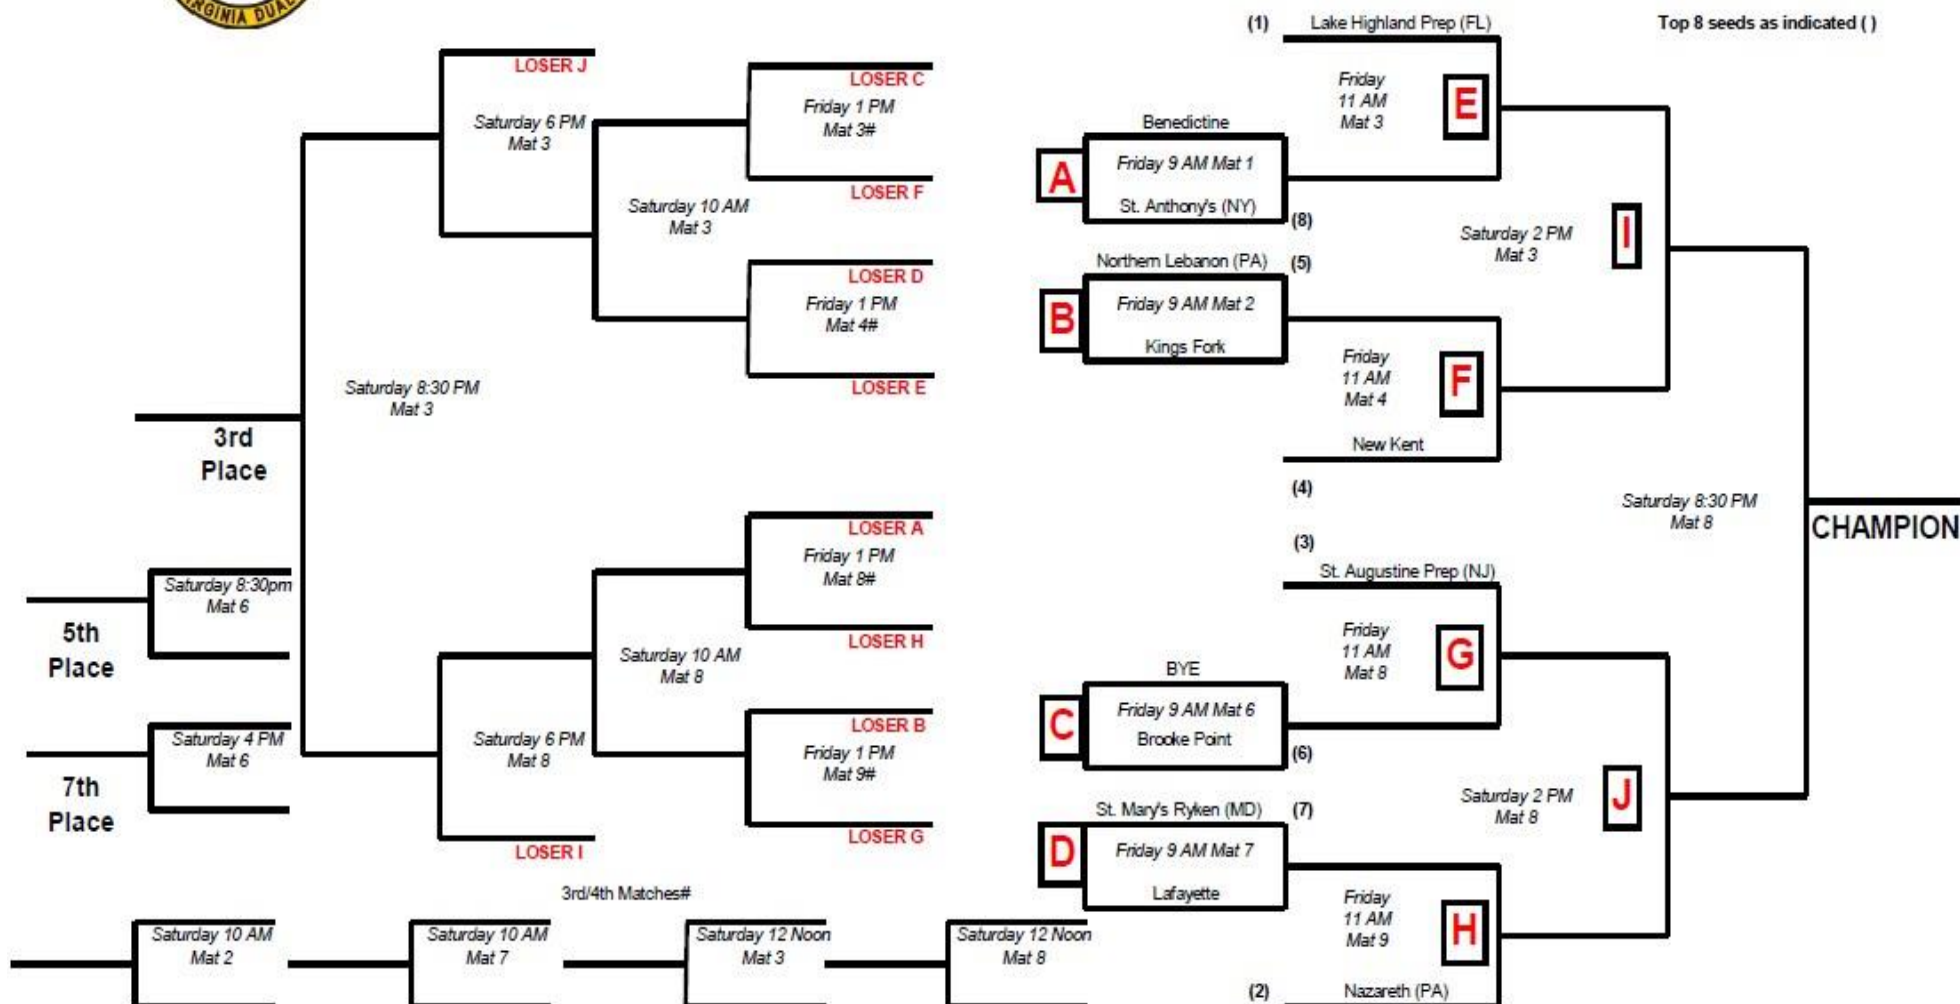 VIRGINIA DUAL
(1) Lake Highland Prep (FL)
Top 8 seeds as indicated ( )
LOSER J
Saturday 6 PM
Mat 3
LOSER C
Friday 1 PM
Mat 3#
LOSER F
Saturday 10 AM
Mat 3
LOSER D
Friday 1 PM
Mat 4#
LOSER E
Saturday 8:30 PM
Mat 3
3rd
Place
LOSER A
Friday 1 PM
Mat 8#
LOSER H
Saturday 10 AM
Mat 8
LOSER B
Friday 1 PM
Mat 9#
LOSER G
Saturday 6 PM
Mat 8
LOSER I
Saturday 8:30pm
Mat 6
5th
Place
Saturday 4 PM
Mat 6
7th
Place
3rd/4th Matches#
Saturday 10 AM
Mat 2
Saturday 10 AM
Mat 7
Saturday 12 Noon
Mat 3
Saturday 12 Noon
Mat 8
Friday
11 AM
Mat 3
E
Benedictine
A
Friday 9 AM Mat 1
St. Anthony's (NY)
(8)
Northern Lebanon (PA) (5)
B
Friday 9 AM Mat 2
Kings Fork
Saturday 2 PM
Mat 3
I
Friday
11 AM
Mat 4
F
New Kent
(4)
Saturday 8:30 PM
Mat 8
CHAMPION
(3)
St. Augustine Prep (NJ)
Friday
11 AM
Mat 8
G
BYE
C
Friday 9 AM Mat 6
Brooke Point
(6)
St. Mary's Ryken (MD) (7)
D
Friday 9 AM Mat 7
Lafayette
Saturday 2 PM
Mat 8
J
Friday
11 AM
Mat 9
H
(2) Nazareth (PA)